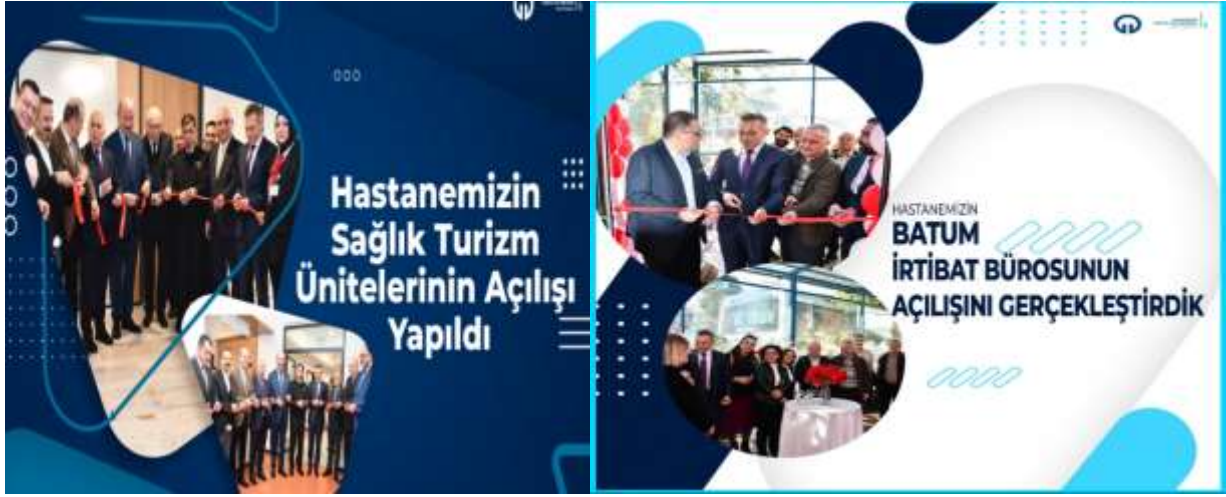 Hastanemizin
Sağlık Turizm
Ünitelerinin Açılışı
Yapıldı
HASTANEMİZİN
BATUM
İRTİBAT BÜROSUNUN
AÇILIŞINI GERÇEKLEŞTİRDİK